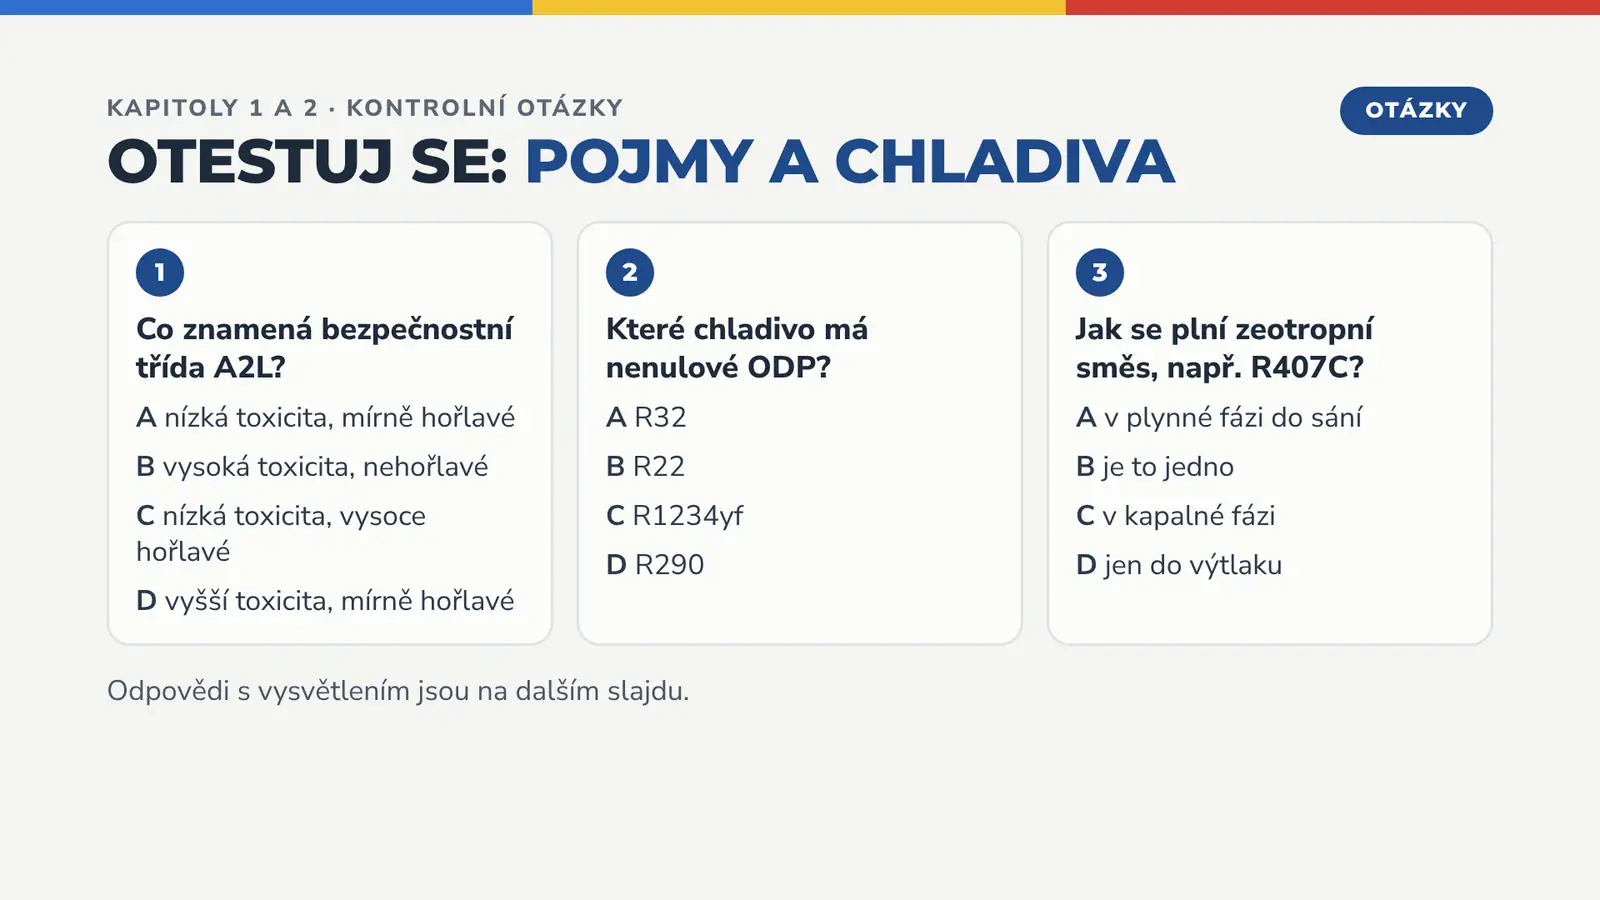 KAPITOLY 1 A 2 · KONTROLNÍ OTÁZKY
OTÁZKY
OTESTUJ SE: POJMY A CHLADIVA
1
Co znamená bezpečnostní
třída A2L?
A nízká toxicita, mírně hořlavé
B vysoká toxicita, nehořlavé
C nízká toxicita, vysoce
hořlavé
D vyšší toxicita, mírně hořlavé
2
Které chladivo má
nenulové ODP?
A R32
B R22
C R1234yf
D R290
3
Jak se plní zeotropní
směs, např. R407C?
A v plynné fázi do sání
B je to jedno
C v kapalné fázi
D jen do výtlaku
Odpovědi s vysvětlením jsou na dalším slajdu.